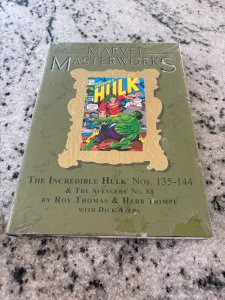 MARVEL
MASTERWORKS
HULK
THE INCREDIBLE HULK NOS. 135-144
& THE AVENGERS NO. 88
BY ROY THOMAS & HERB TRIMPE
WITH DICK AYERS